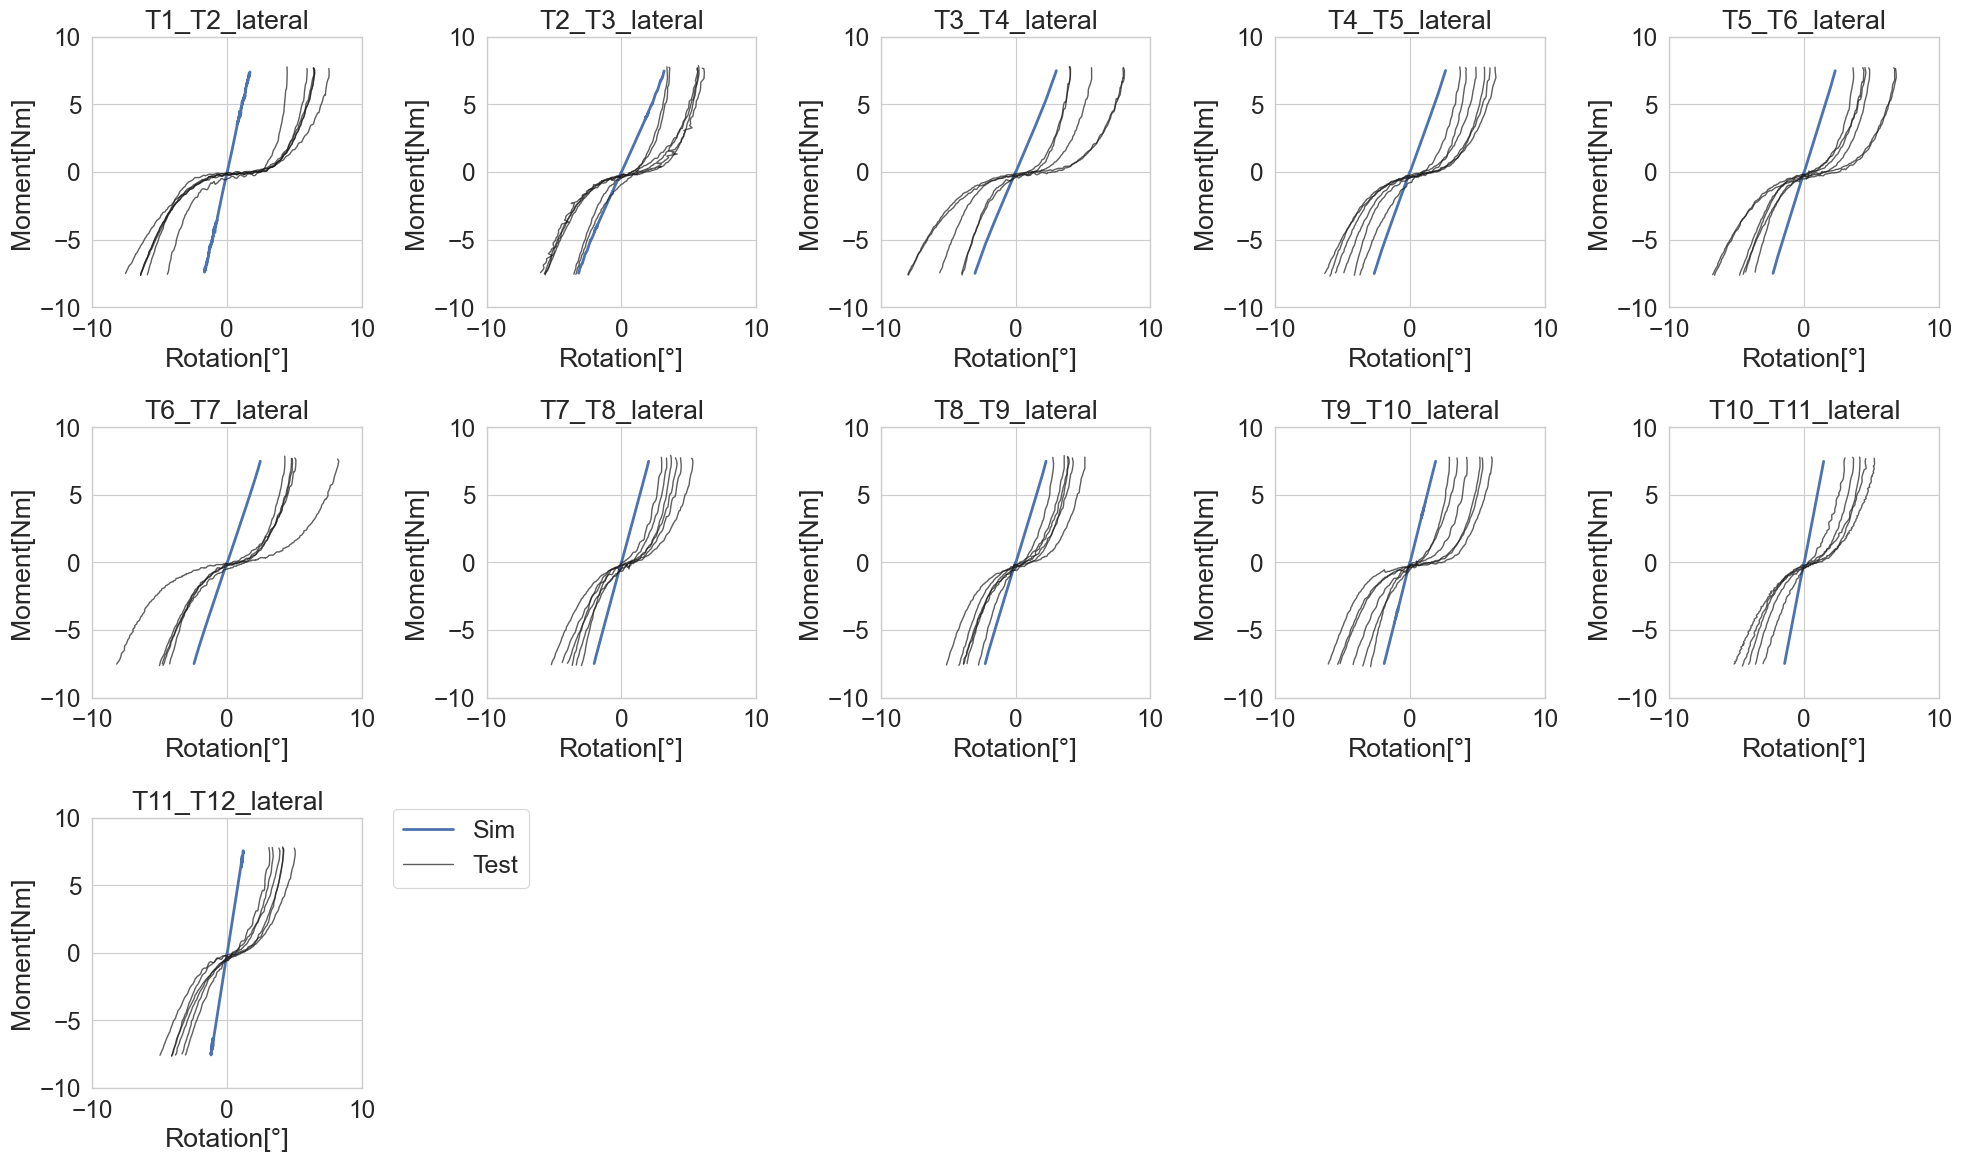 T1_T2_lateral T2_T3_lateral T3_T4_lateral T4_T5_lateral T5_T6_lateral
10 10 10 10 10
5 5 5 5 5
0 0 0 0 0
−5 −5 −5 −5 −5
−10 −10 −10 −10 −10
Moment[Nm] Moment[Nm] Moment[Nm] Moment[Nm] Moment[Nm]
−10 0 10 −10 0 10 −10 0 10 −10 0 10 −10 0 10
Rotation[°] Rotation[°] Rotation[°] Rotation[°] Rotation[°]
T6_T7_lateral T7_T8_lateral T8_T9_lateral T9_T10_lateral T10_T11_lateral
10 10 10 10 10
5 5 5 5 5
0 0 0 0 0
−5 −5 −5 −5 −5
−10 −10 −10 −10 −10
Moment[Nm] Moment[Nm] Moment[Nm] Moment[Nm] Moment[Nm]
−10 0 10 −10 0 10 −10 0 10 −10 0 10 −10 0 10
Rotation[°] Rotation[°] Rotation[°] Rotation[°] Rotation[°]
T11_T12_lateral
10
5
0
−5
−10
Moment[Nm]
−10 0 10
Rotation[°]
Sim
Test